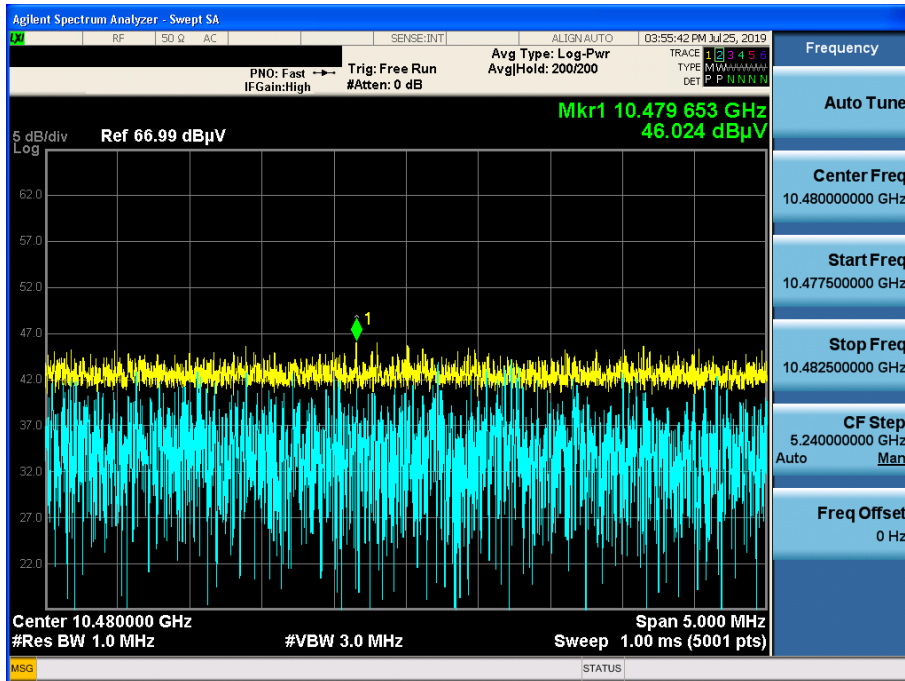 Agilent Spectrum Analyzer - Swept SA
LXI RF 50 Ω AC SENSE:INT ALIGN AUTO 03:55:42 PM Jul 25, 2019
PNO: Fast
IFGain:High
Trig: Free Run
#Atten: 0 dB
Avg Type: Log-Pwr
Avg|Hold: 200/200
TRACE 1 2 3 4 5 6
TYPE M WWWWWW
DET P P N N N N
Mkr1 10.479 653 GHz
46.024 dBµV
5 dB/div Ref 66.99 dBµV
Log
62.0
57.0
52.0
47.0
42.0
37.0
32.0
27.0
22.0
1
Center 10.480000 GHz Span 5.000 MHz
#Res BW 1.0 MHz #VBW 3.0 MHz Sweep 1.00 ms (5001 pts)
MSG STATUS
Frequency
Auto Tune
Center Freq
10.480000000 GHz
Start Freq
10.477500000 GHz
Stop Freq
10.482500000 GHz
CF Step
5.240000000 GHz
Auto Man
Freq Offset
0 Hz